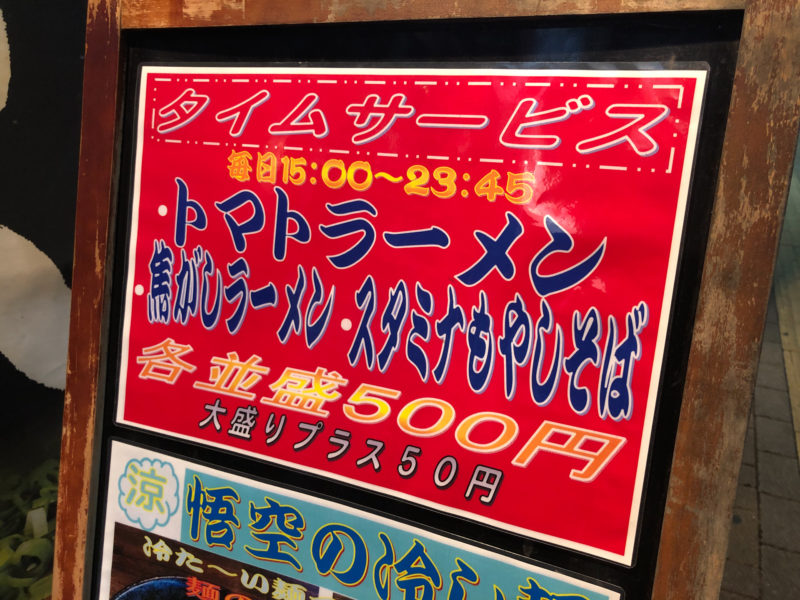 タイムサービス
毎日15:00～23:45
・トマトラーメン
・焦がしラーメン・スタミナもやしそば
各並盛500円
大盛りプラス50円
涼 悟空の冷し
冷た～い麺
麺の